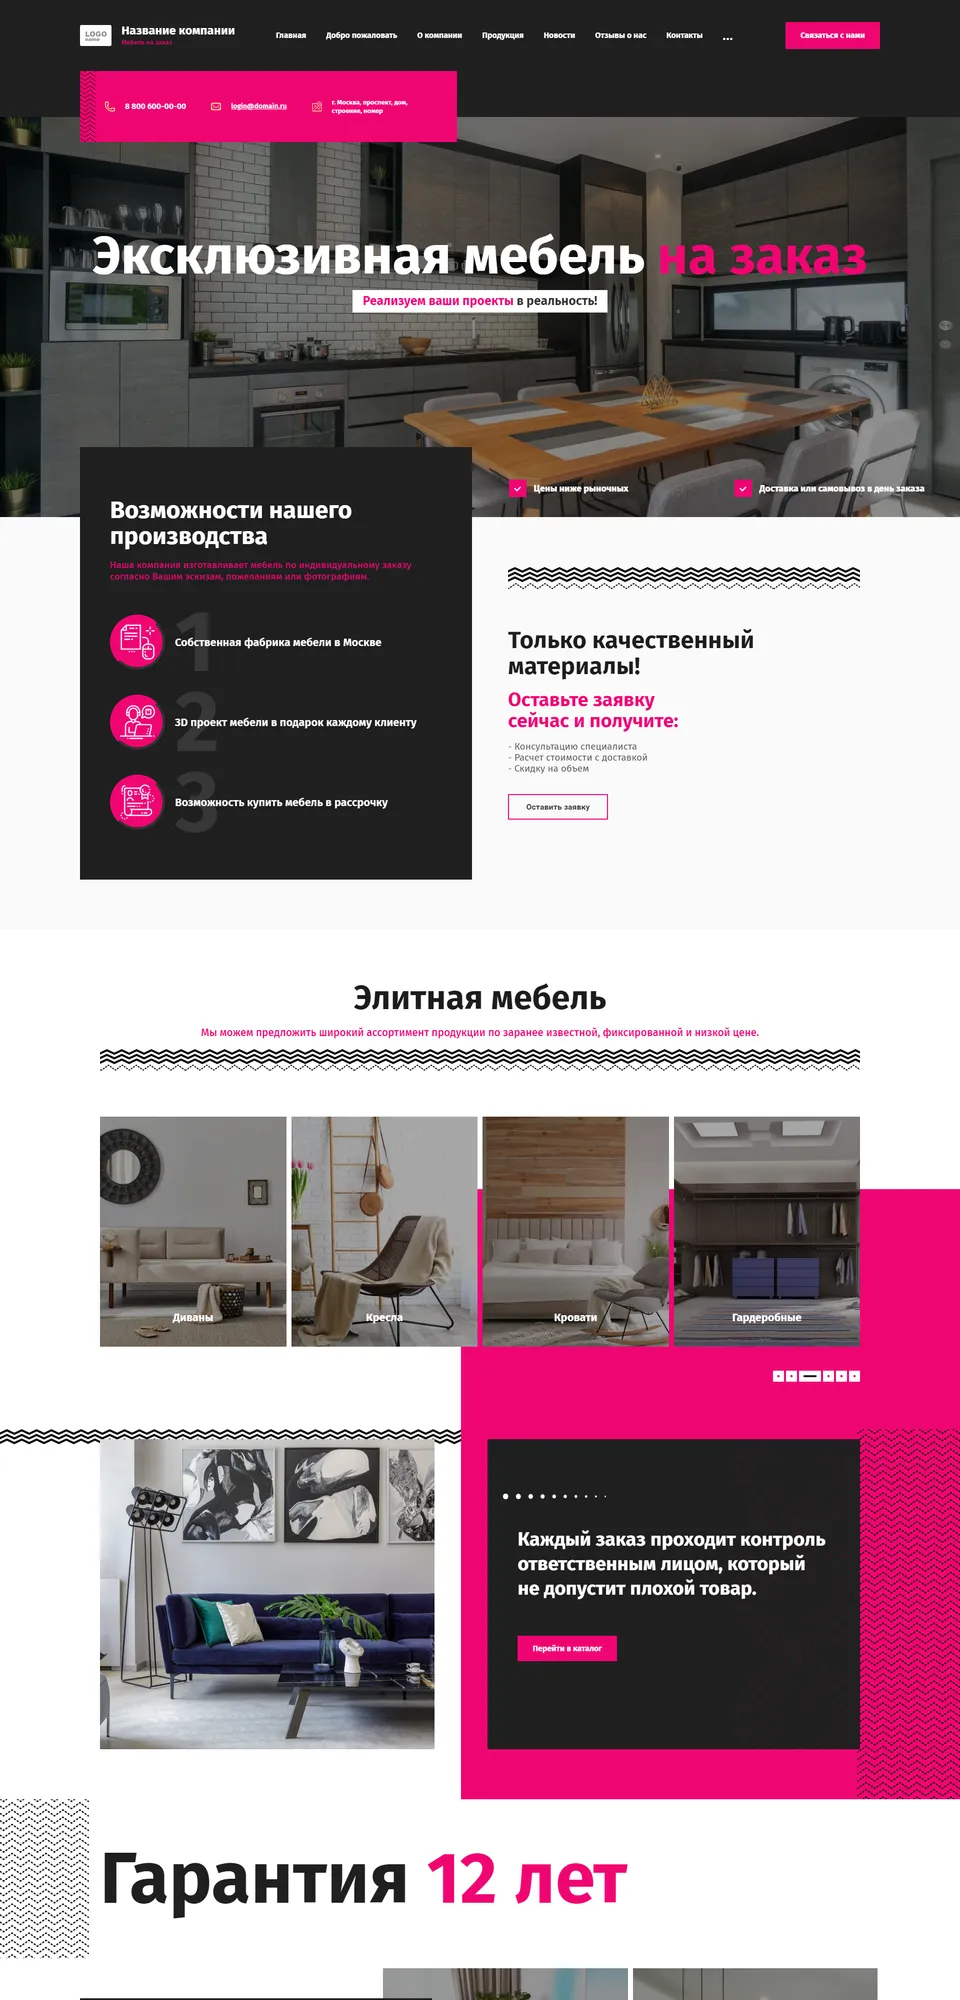 LOGO
name
Название компании
Мебель на заказ
Главная
Добро пожаловать
О компании
Продукция
Новости
Отзывы о нас
Контакты
...
Связаться с нами
8 800 600-00-00
login@domain.ru
г. Москва, проспект, дом,
строение, номер
Эксклюзивная мебель на заказ
Реализуем ваши проекты в реальность!
Цены ниже рыночных
Доставка или самовывоз в день заказа
Возможности нашего
производства
Наша компания изготавливает мебель по индивидуальному заказу
согласно Вашим эскизам, пожеланиям или фотографиям.
1
Собственная фабрика мебели в Москве
2
3D проект мебели в подарок каждому клиенту
3
Возможность купить мебель в рассрочку
Только качественный
материалы!
Оставьте заявку
сейчас и получите:
- Консультацию специалиста
- Расчет стоимости с доставкой
- Скидку на объем
Оставить заявку
Элитная мебель
Мы можем предложить широкий ассортимент продукции по заранее известной, фиксированной и низкой цене.
Диваны
Кресла
Кровати
Гардеробные
Каждый заказ проходит контроль
ответственным лицом, который
не допустит плохой товар.
Перейти в каталог
Гарантия 12 лет